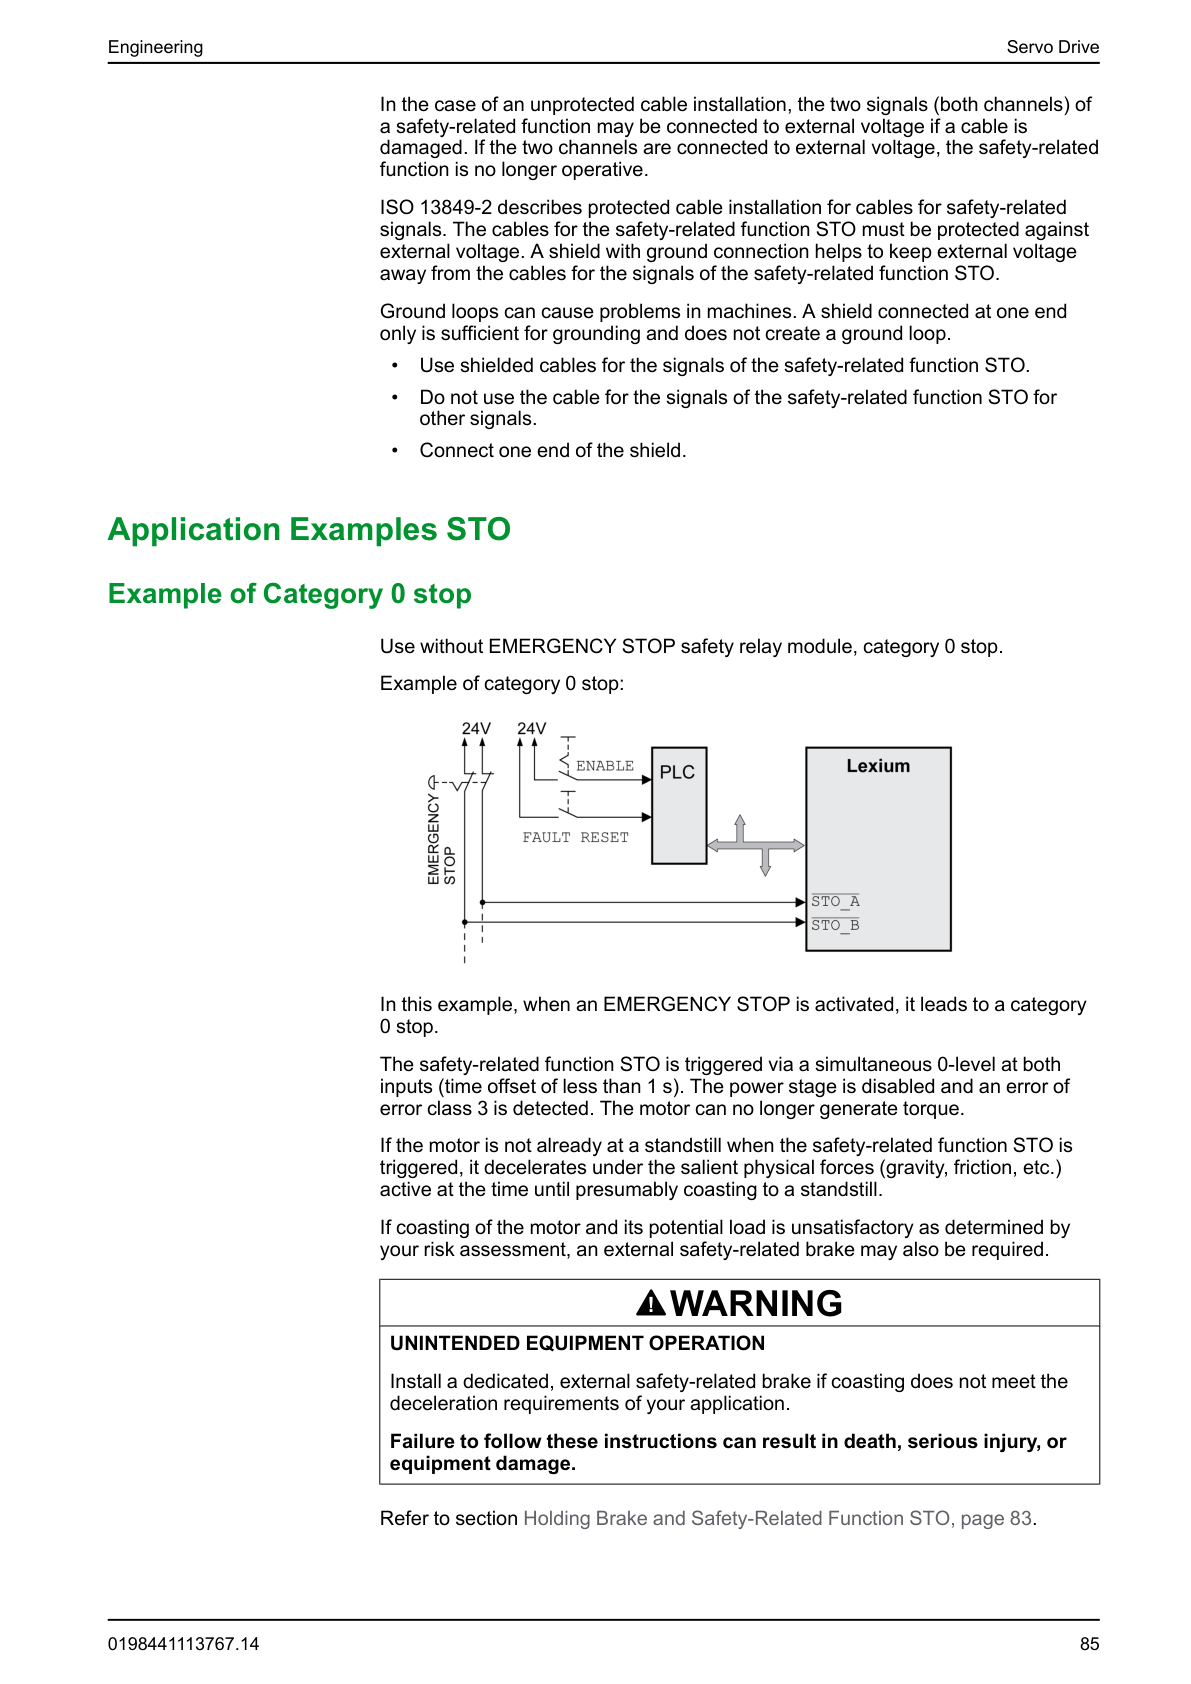 Engineering
Servo Drive
In the case of an unprotected cable installation, the two signals (both channels) of
a safety-related function may be connected to external voltage if a cable is
damaged. If the two channels are connected to external voltage, the safety-related
function is no longer operative.
ISO 13849-2 describes protected cable installation for cables for safety-related
signals. The cables for the safety-related function STO must be protected against
external voltage. A shield with ground connection helps to keep external voltage
away from the cables for the signals of the safety-related function STO.
Ground loops can cause problems in machines. A shield connected at one end
only is sufficient for grounding and does not create a ground loop.
• Use shielded cables for the signals of the safety-related function STO.
• Do not use the cable for the signals of the safety-related function STO for
other signals.
• Connect one end of the shield.
Application Examples STO
Example of Category 0 stop
Use without EMERGENCY STOP safety relay module, category 0 stop.
Example of category 0 stop:
24V
24V
ENABLE
PLC
Lexium
EMERGENCY
STOP
FAULT RESET
STO_A
STO_B
In this example, when an EMERGENCY STOP is activated, it leads to a category
0 stop.
The safety-related function STO is triggered via a simultaneous 0-level at both
inputs (time offset of less than 1 s). The power stage is disabled and an error of
error class 3 is detected. The motor can no longer generate torque.
If the motor is not already at a standstill when the safety-related function STO is
triggered, it decelerates under the salient physical forces (gravity, friction, etc.)
active at the time until presumably coasting to a standstill.
If coasting of the motor and its potential load is unsatisfactory as determined by
your risk assessment, an external safety-related brake may also be required.
WARNING
UNINTENDED EQUIPMENT OPERATION
Install a dedicated, external safety-related brake if coasting does not meet the
deceleration requirements of your application.
Failure to follow these instructions can result in death, serious injury, or
equipment damage.
Refer to section Holding Brake and Safety-Related Function STO, page 83.
0198441113767.14
85